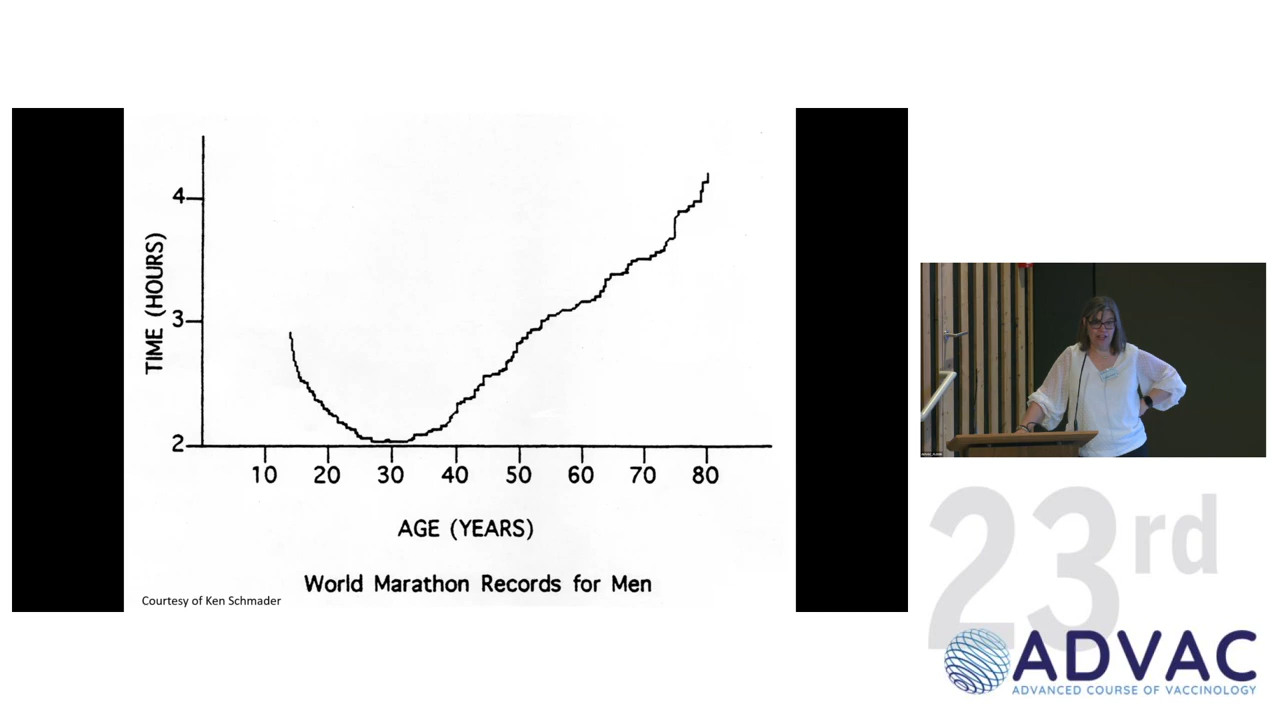 4
3
2
TIME (HOURS)
10 20 30 40 50 60 70 80
AGE (YEARS)
World Marathon Records for Men
Courtesy of Ken Schmader
23rd
ADVAC
ADVANCED COURSE OF VACCINOLOGY